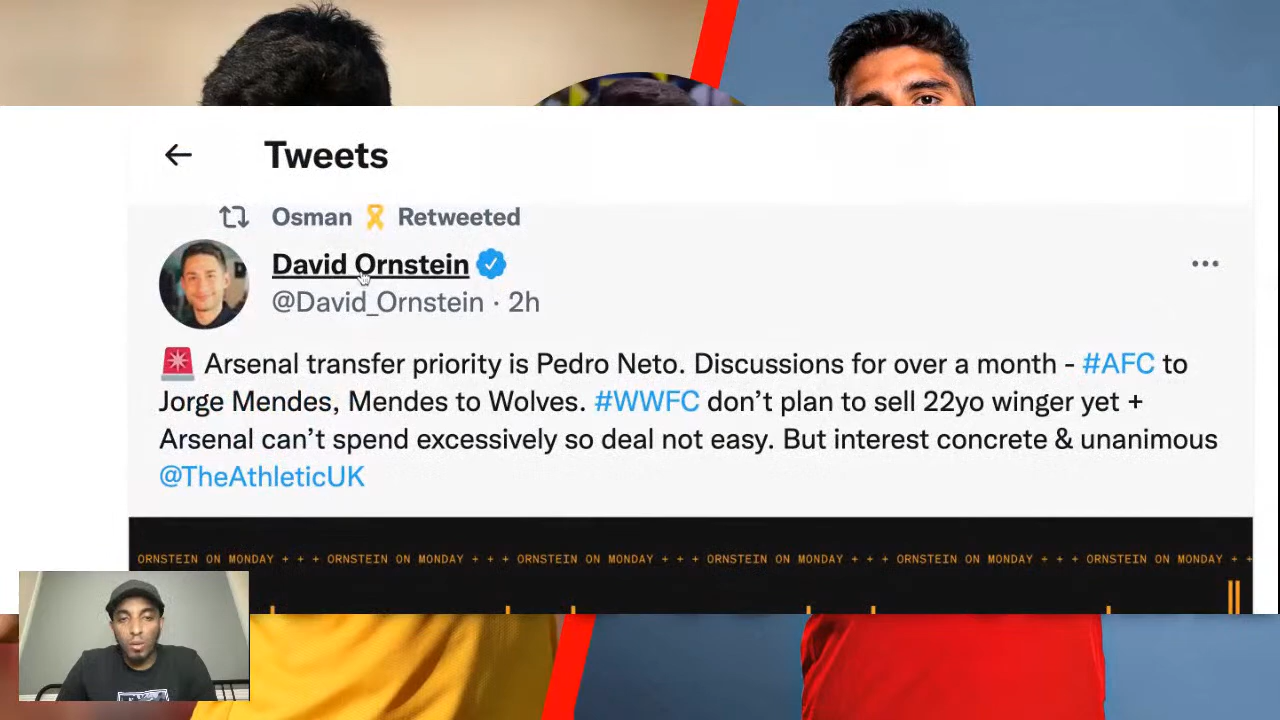 Tweets
Osman 🎗 Retweeted
David Ornstein
@David_Ornstein · 2h
🚨 Arsenal transfer priority is Pedro Neto. Discussions for over a month - #AFC to
Jorge Mendes, Mendes to Wolves. #WWFC don’t plan to sell 22yo winger yet +
Arsenal can’t spend excessively so deal not easy. But interest concrete & unanimous
@TheAthleticUK
ORNSTEIN ON MONDAY + + + ORNSTEIN ON MONDAY + + + ORNSTEIN ON MONDAY + + + ORNSTEIN ON MONDAY + + + ORNSTEIN ON MONDAY + + + ORNSTEIN ON MONDAY + +